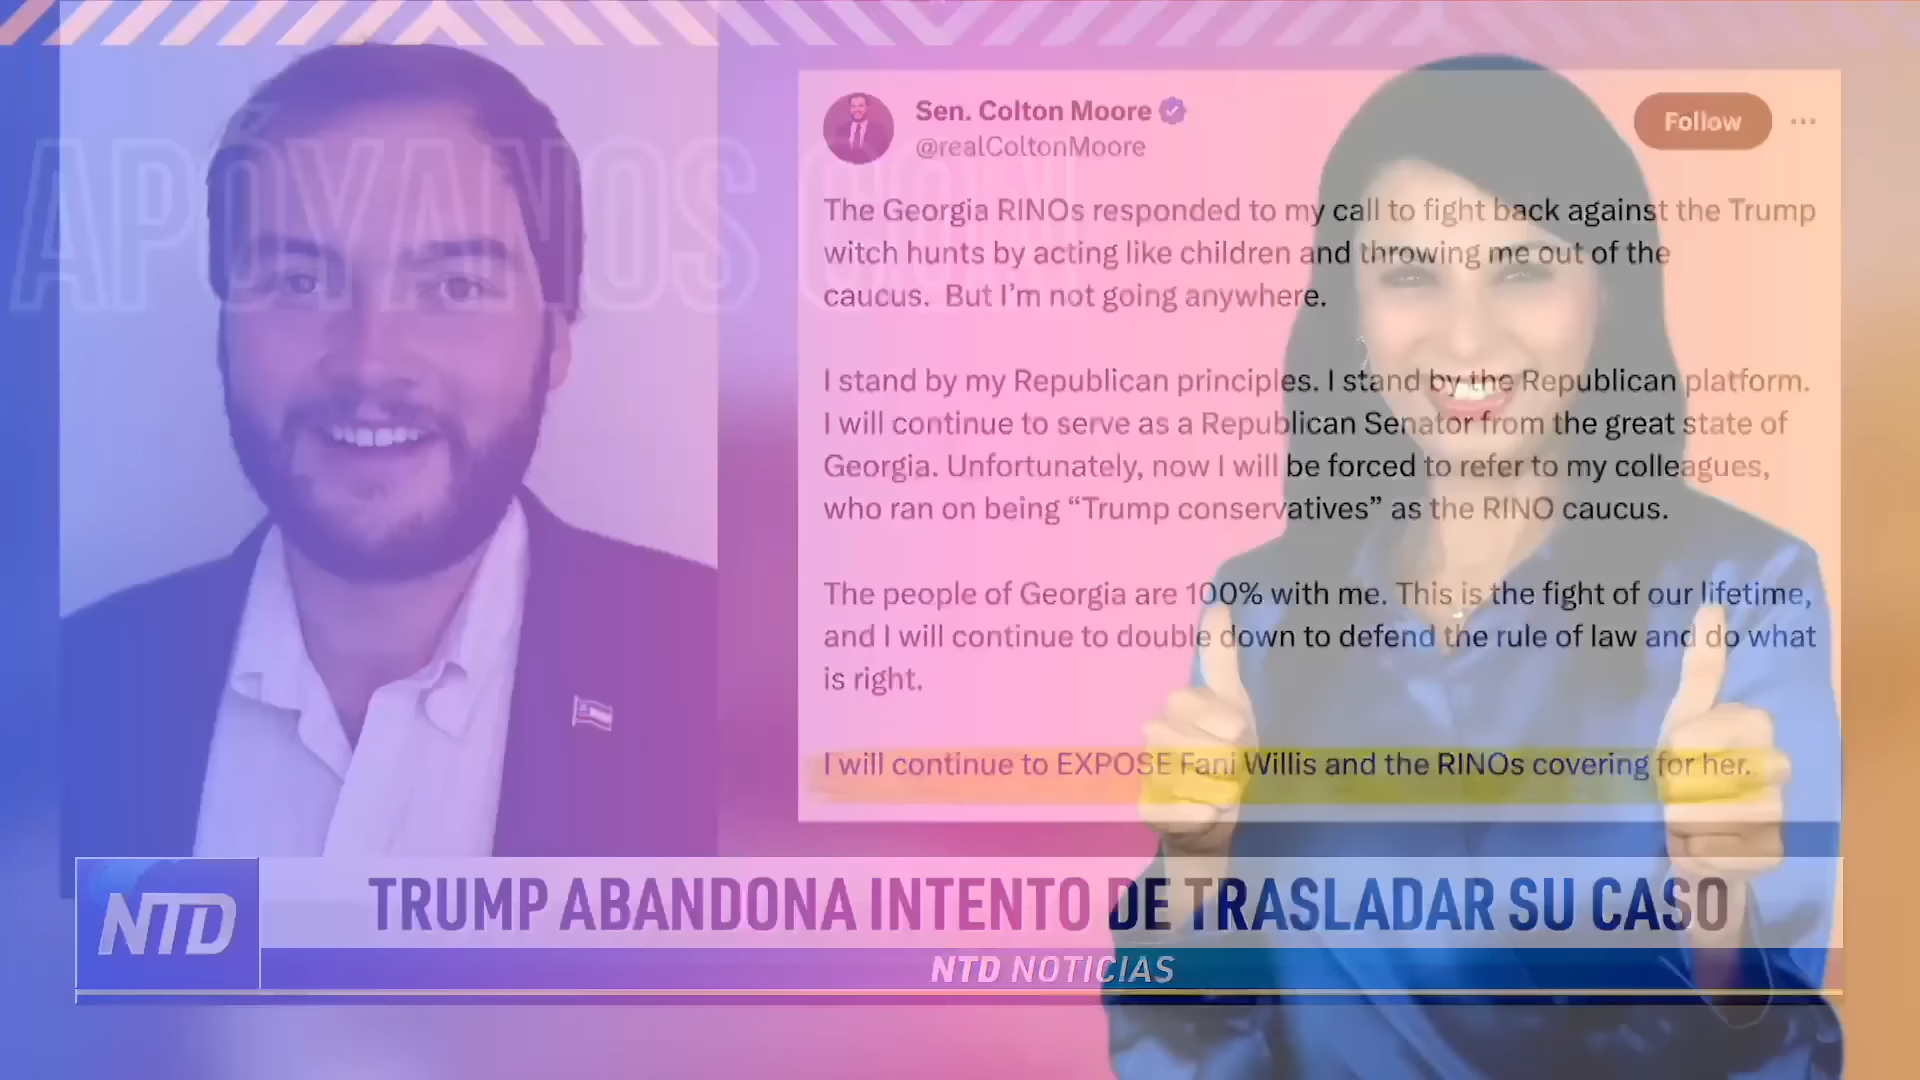 APÓYANOS CON
Sen. Colton Moore
@realColtonMoore
Follow
The Georgia RINOs responded to my call to fight back against the Trump
witch hunts by acting like children and throwing me out of the
caucus. But I'm not going anywhere.
I stand by my Republican principles. I stand by the Republican platform.
I will continue to serve as a Republican Senator from the great state of
Georgia. Unfortunately, now I will be forced to refer to my colleagues,
who ran on being “Trump conservatives” as the RINO caucus.
The people of Georgia are 100% with me. This is the fight of our lifetime,
and I will continue to double down to defend the rule of law and do what
is right.
I will continue to EXPOSE Fani Willis and the RINOs covering for her.
NTD
TRUMP ABANDONA INTENTO DE TRASLADAR SU CASO
NTD NOTICIAS